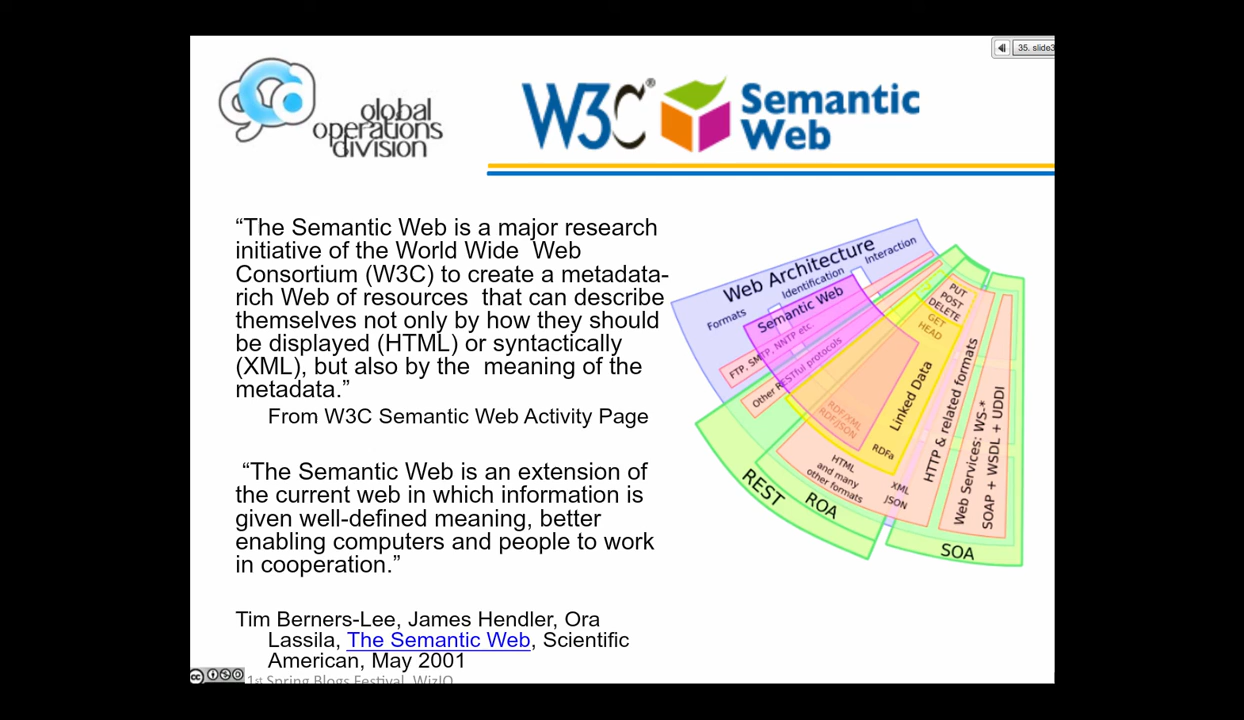 35. slide3
global
operations
division
W3C®
Semantic
Web
“The Semantic Web is a major research
initiative of the World Wide  Web
Consortium (W3C) to create a metadata-
rich Web of resources  that can describe
themselves not only by how they should
be displayed (HTML) or syntactically
(XML), but also by the  meaning of the
metadata.”
From W3C Semantic Web Activity Page
“The Semantic Web is an extension of
the current web in which information is
given well-defined meaning, better
enabling computers and people to work
in cooperation.”
Tim Berners-Lee, James Hendler, Ora
Lassila, The Semantic Web, Scientific
American, May 2001
Web Architecture
Formats
Identification
Interaction
Semantic Web
FTP, SMTP, NNTP etc.
Other RESTful protocols
PUT
POST
DELETE
GET
HEAD
Linked Data
RDF/XML
RDF/JSON
RDFa
HTML
and many
other formats
XML
JSON
HTTP & related formats
Web Services: WS-*
SOAP + WSDL + UDDI
REST
ROA
SOA
cc
1st Spring Blogs Festival, WizIQ